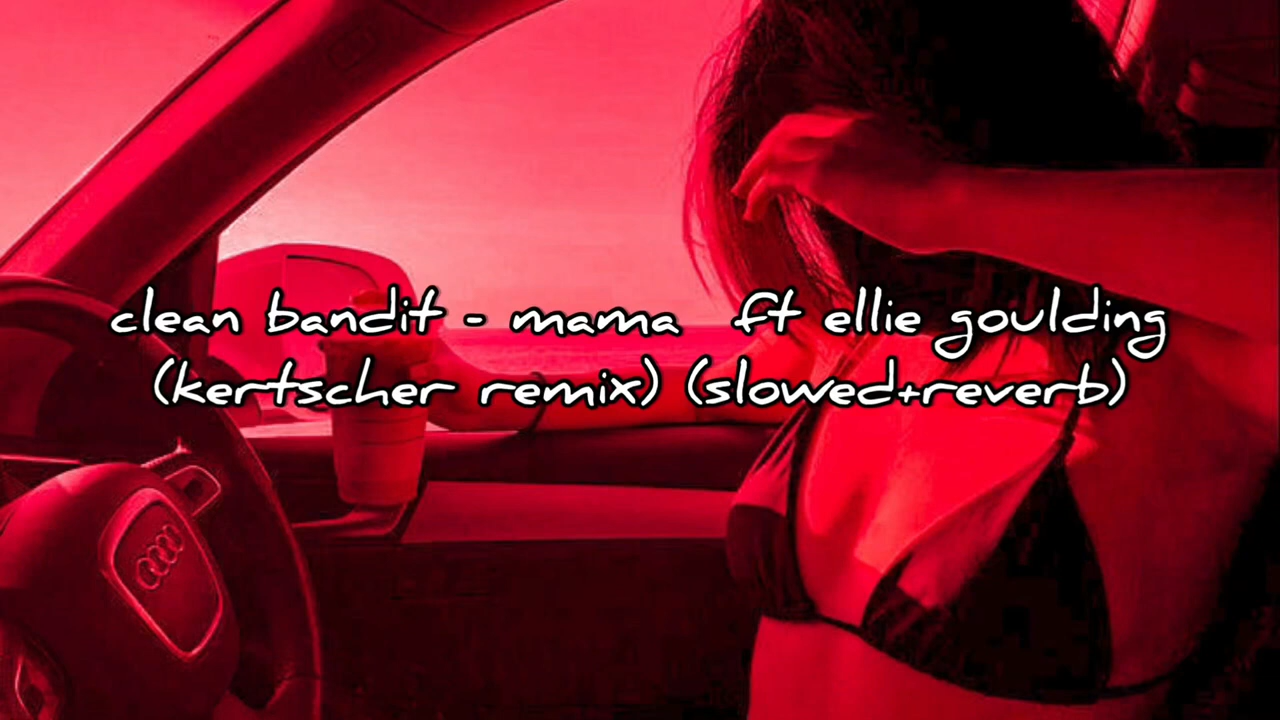 clean bandit - mama ft ellie goulding
(kertscher remix) (slowed+reverb)